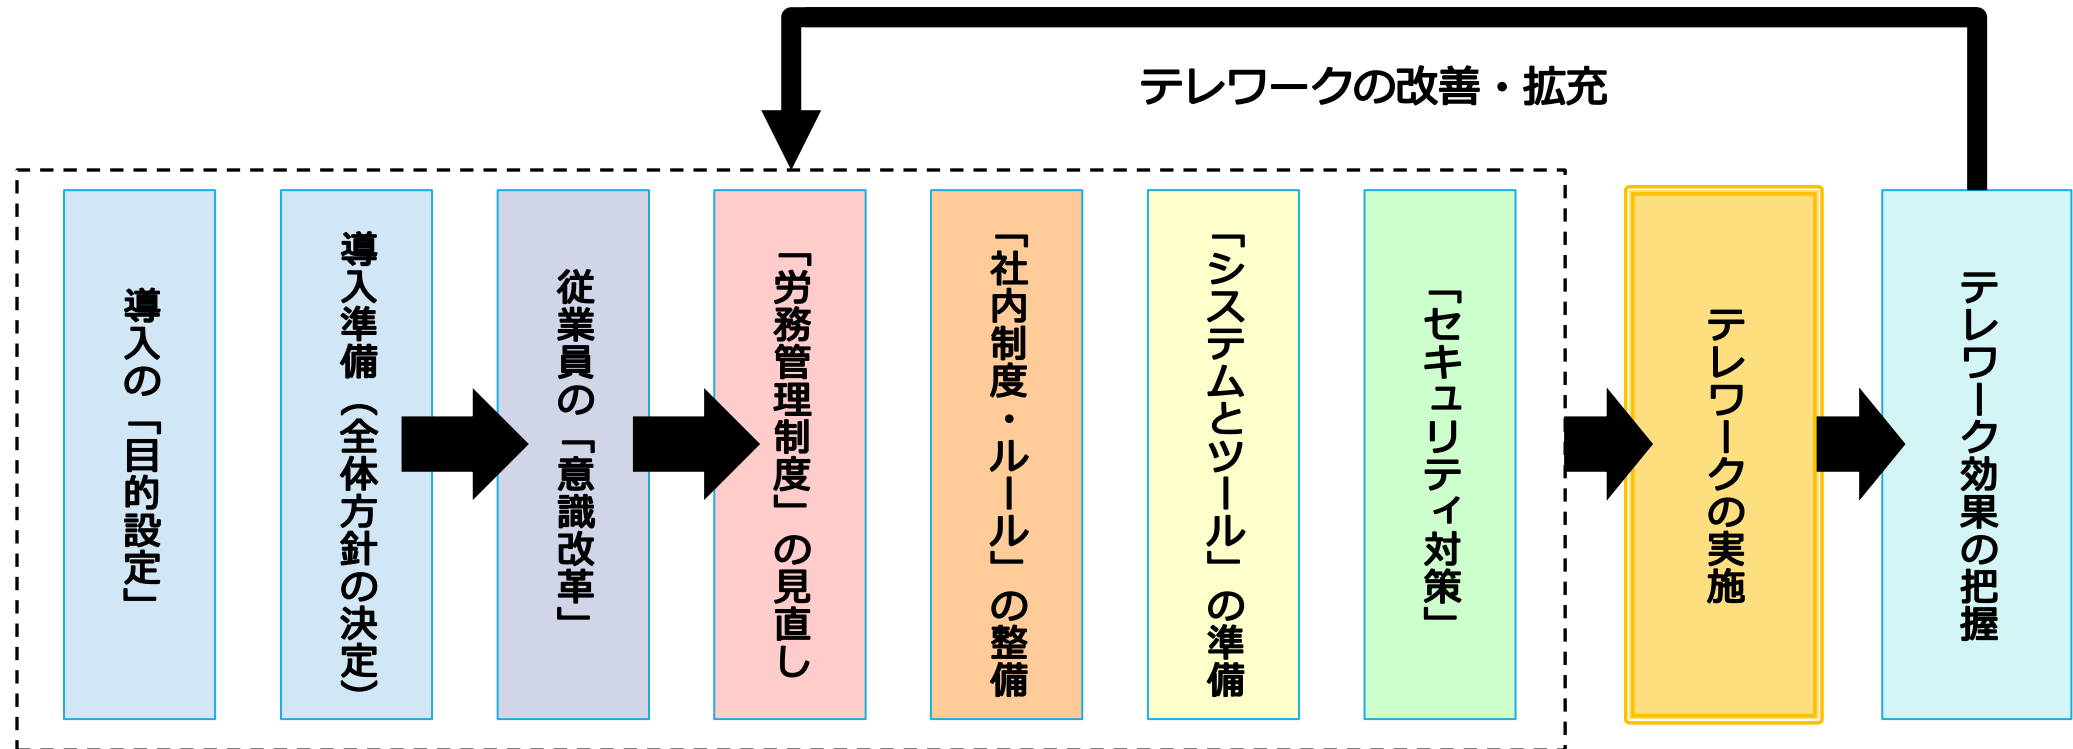 テレワークの改善・拡充
導入の「目的設定」
導入準備（全体方針の決定）
従業員の「意識改革」
「労務管理制度」の見直し
「社内制度・ルール」の整備
「システムとツール」の準備
「セキュリティ対策」
テレワークの実施
テレワーク効果の把握